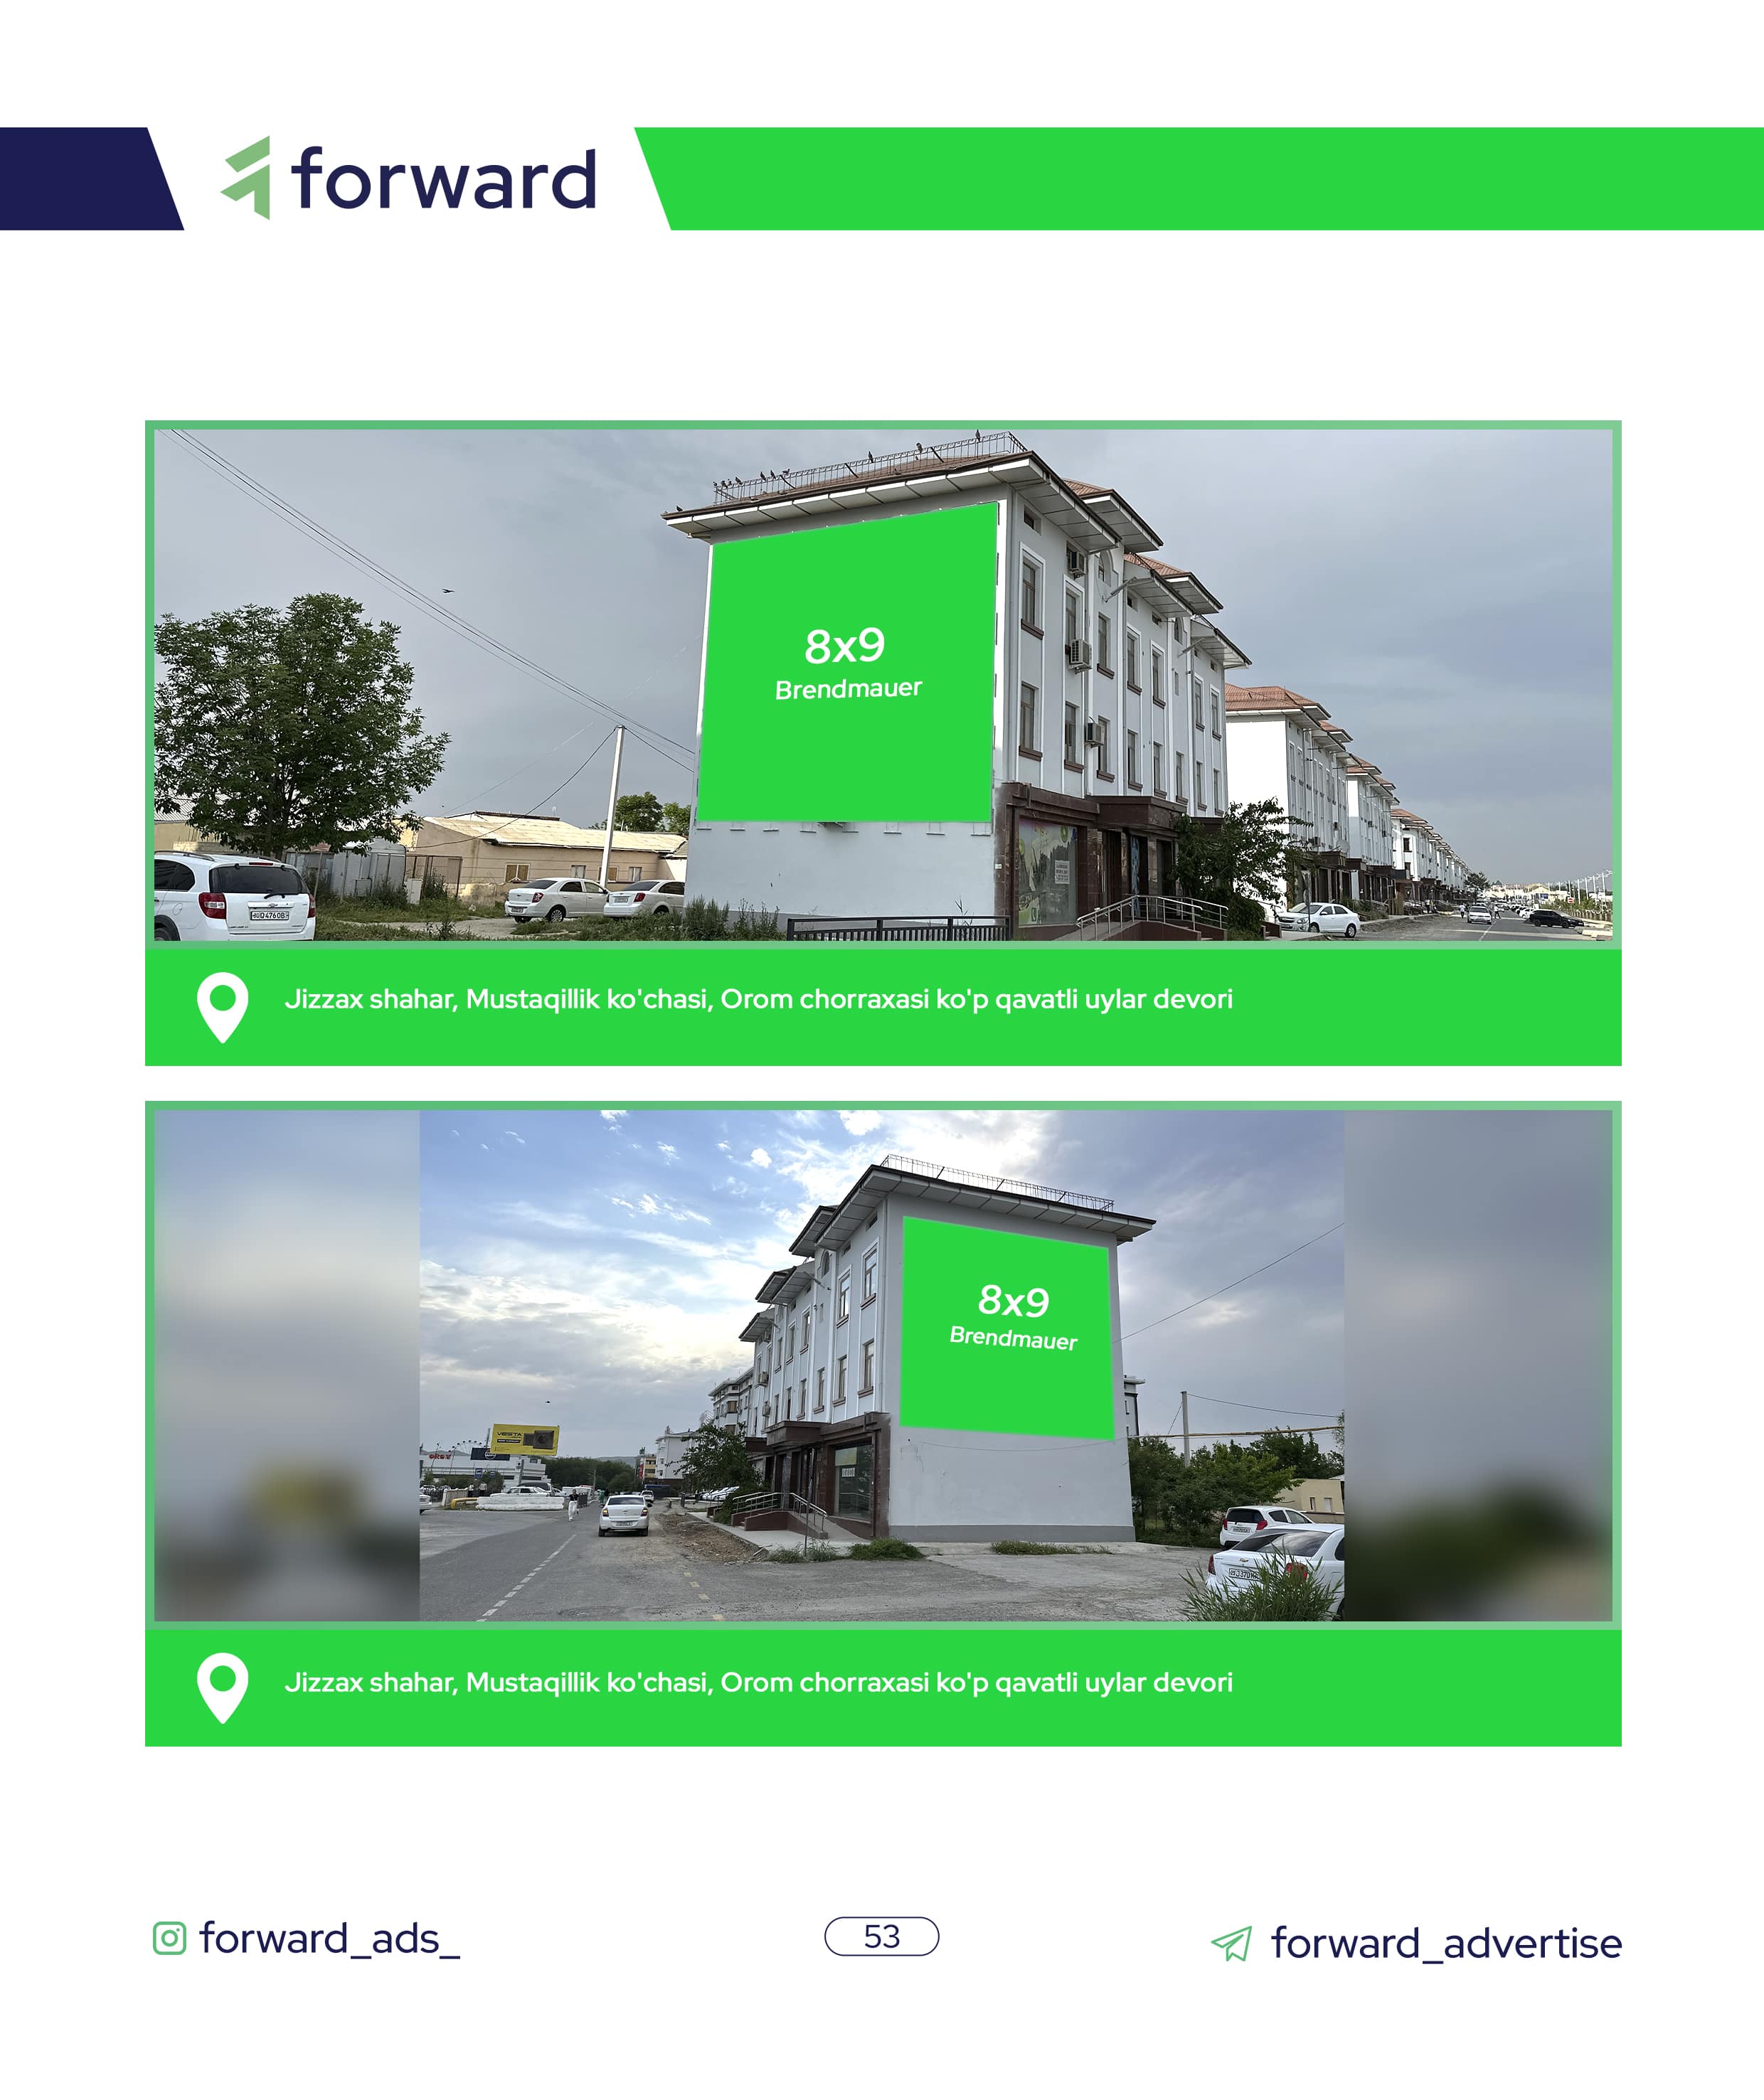 forward
8x9
Brendmauer
Jizzax shahar, Mustaqillik ko'chasi, Orom chorraxasi ko'p qavatli uylar devori
VESTA
8x9
Brendmauer
Jizzax shahar, Mustaqillik ko'chasi, Orom chorraxasi ko'p qavatli uylar devori
forward_ads_
53
forward_advertise